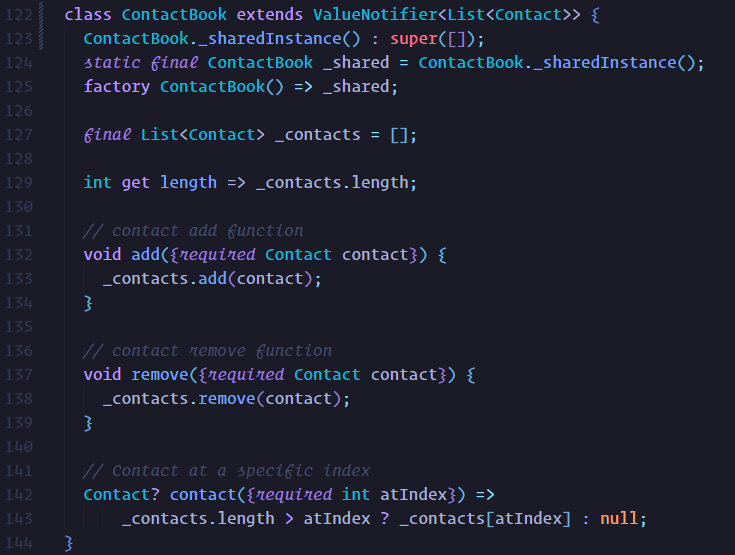 122 class ContactBook extends ValueNotifier<List<Contact>> {
123 ContactBook._sharedInstance() : super([]);
124 static final ContactBook _shared = ContactBook._sharedInstance();
125 factory ContactBook() => _shared;
126
127 final List<Contact> _contacts = [];
128
129 int get length => _contacts.length;
130
131 // contact add function
132 void add({required Contact contact}) {
133 _contacts.add(contact);
134 }
135
136 // contact remove function
137 void remove({required Contact contact}) {
138 _contacts.remove(contact);
139 }
140
141 // Contact at a specific index
142 Contact? contact({required int atIndex}) =>
143 _contacts.length > atIndex ? _contacts[atIndex] : null;
144 }